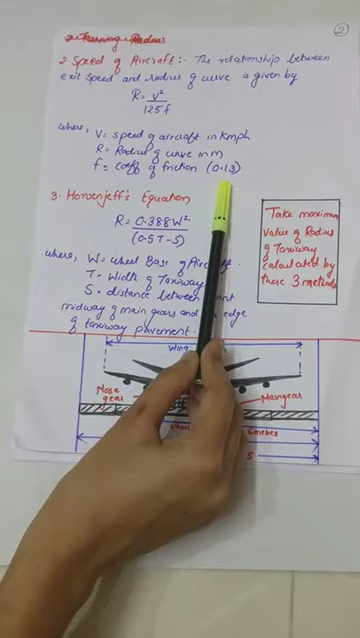 2
2. Turning Radius
2. Speed of Aircraft :- The relationship between
exit speed and radius of curve is given by
R = V²
125f
where, V = speed of aircraft in kmph
R = Radius of curve in m
f = coeff of friction (0.13)
3. Horonjeff's Equation
R = 0.388W²
(0.5T-S)
where, W = Wheel Base of Aircraft.
T = Width of Taxiway
S = distance between
midway of main gears and edge
of taxiway pavement.
Take maximum
value of Radius
of Taxiway
calculated by
these 3 methods
Wing
Nose
gear
Maingear
6metres
S